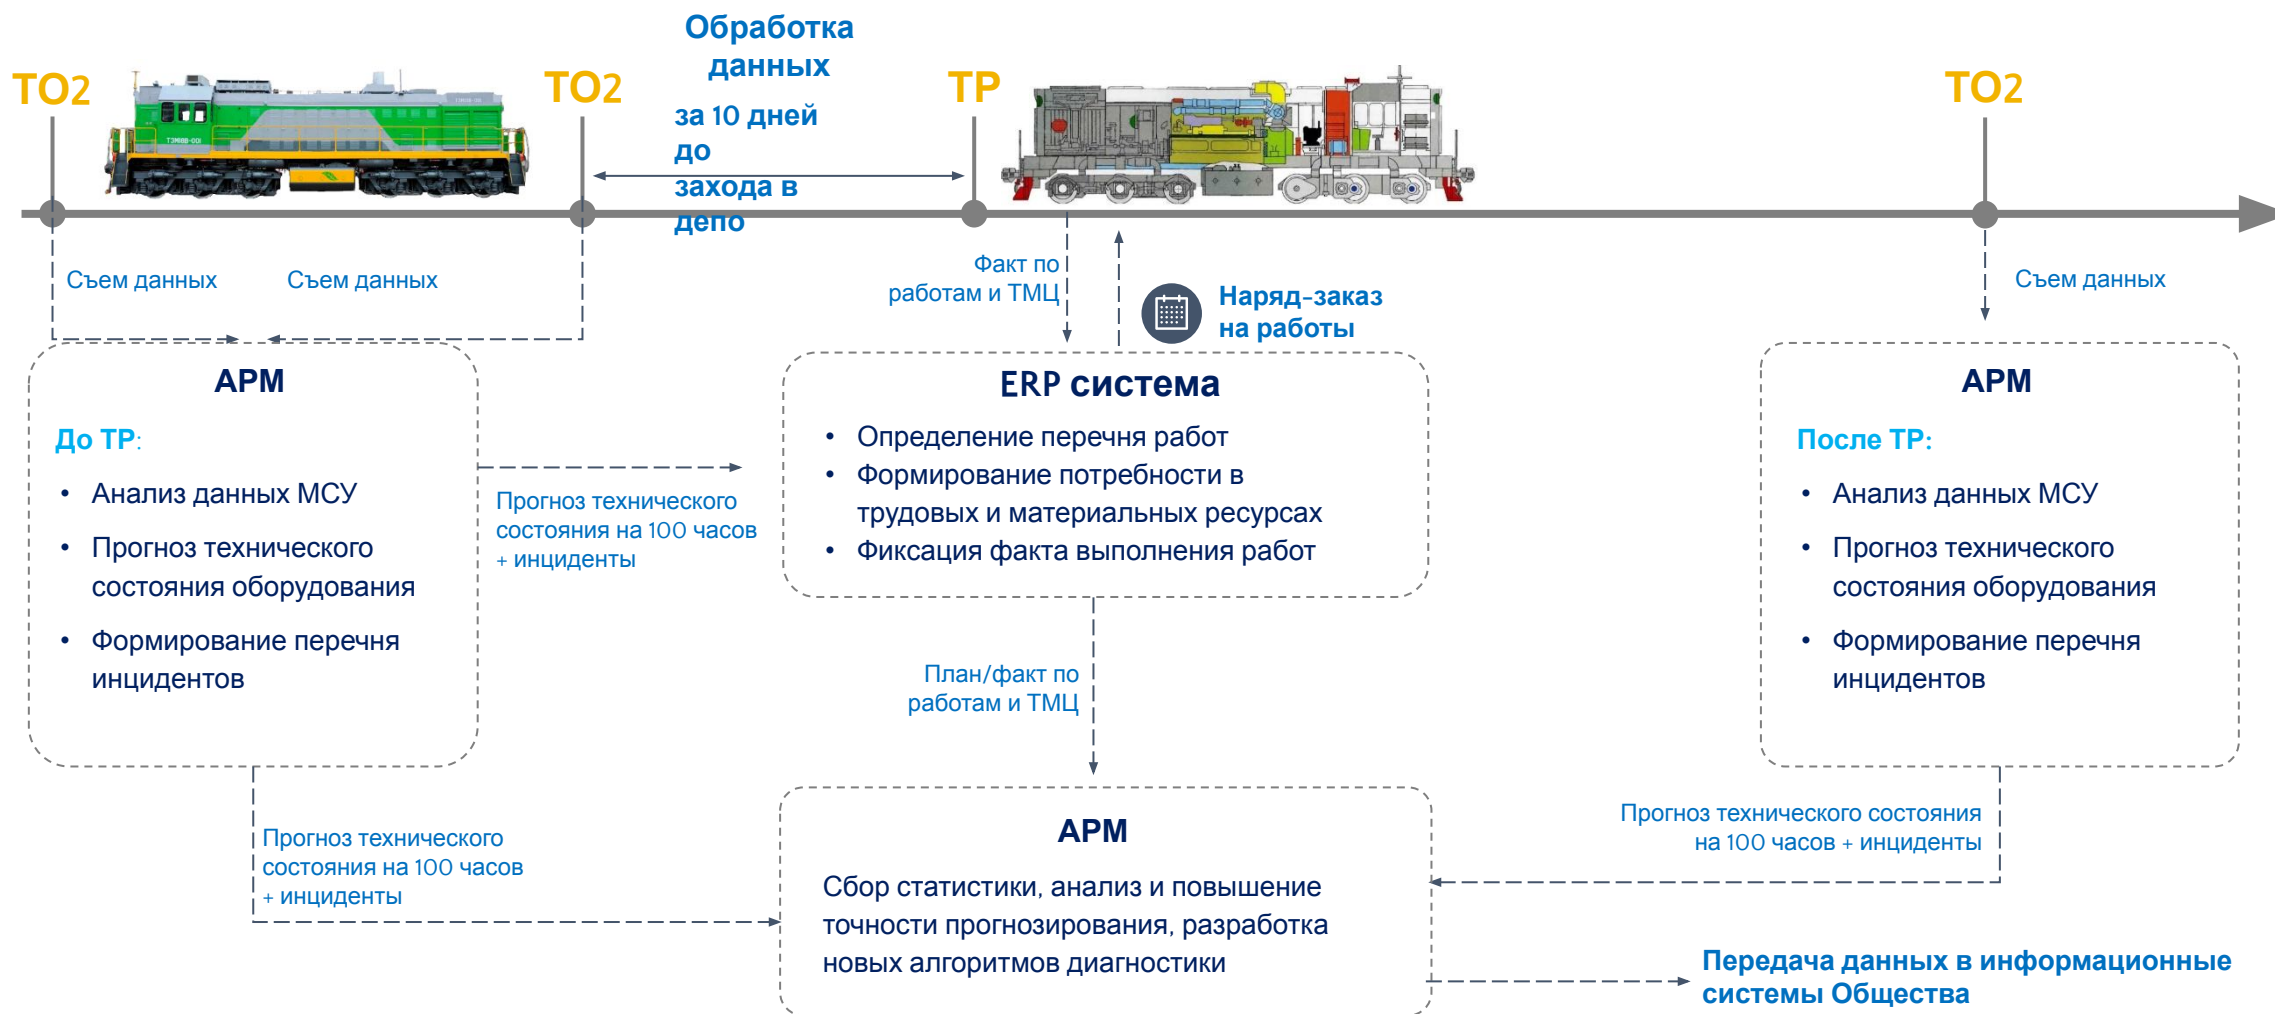 Обработка
данных
ТО2
ТО2
ТР
ТО2
за 10 дней
до
захода в
депо
ТЭМ18В-001
Съем данных
Съем данных
Факт по
работам и ТМЦ
Наряд-заказ
на работы
Съем данных
АРМ
До ТР:
• Анализ данных МСУ
• Прогноз технического
состояния оборудования
• Формирование перечня
инцидентов
Прогноз технического
состояния на 100 часов
+ инциденты
ERP система
• Определение перечня работ
• Формирование потребности в
трудовых и материальных ресурсах
• Фиксация факта выполнения работ
АРМ
После ТР:
• Анализ данных МСУ
• Прогноз технического
состояния оборудования
• Формирование перечня
инцидентов
План/факт по
работам и ТМЦ
Прогноз технического
состояния на 100 часов
+ инциденты
АРМ
Сбор статистики, анализ и повышение
точности прогнозирования, разработка
новых алгоритмов диагностики
Прогноз технического состояния
на 100 часов + инциденты
Передача данных в информационные
системы Общества